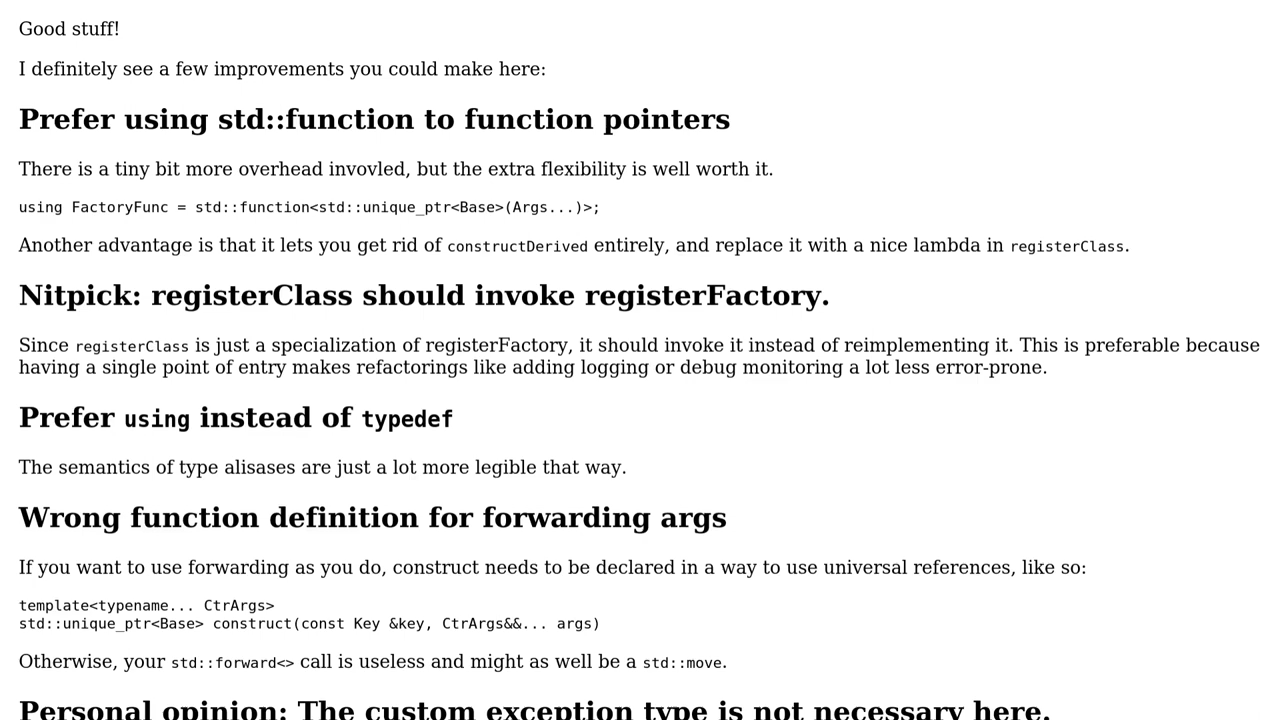 Good stuff!
I definitely see a few improvements you could make here:
Prefer using std::function to function pointers
There is a tiny bit more overhead invovled, but the extra flexibility is well worth it.
using FactoryFunc = std::function<std::unique_ptr<Base>(Args...)>;
Another advantage is that it lets you get rid of constructDerived entirely, and replace it with a nice lambda in registerClass.
Nitpick: registerClass should invoke registerFactory.
Since registerClass is just a specialization of registerFactory, it should invoke it instead of reimplementing it. This is preferable because
having a single point of entry makes refactorings like adding logging or debug monitoring a lot less error-prone.
Prefer using instead of typedef
The semantics of type alisases are just a lot more legible that way.
Wrong function definition for forwarding args
If you want to use forwarding as you do, construct needs to be declared in a way to use universal references, like so:
template<typename... CtrArgs>
std::unique_ptr<Base> construct(const Key &key, CtrArgs&&... args)
Otherwise, your std::forward<> call is useless and might as well be a std::move.
Personal opinion: The custom exception type is not necessary here.